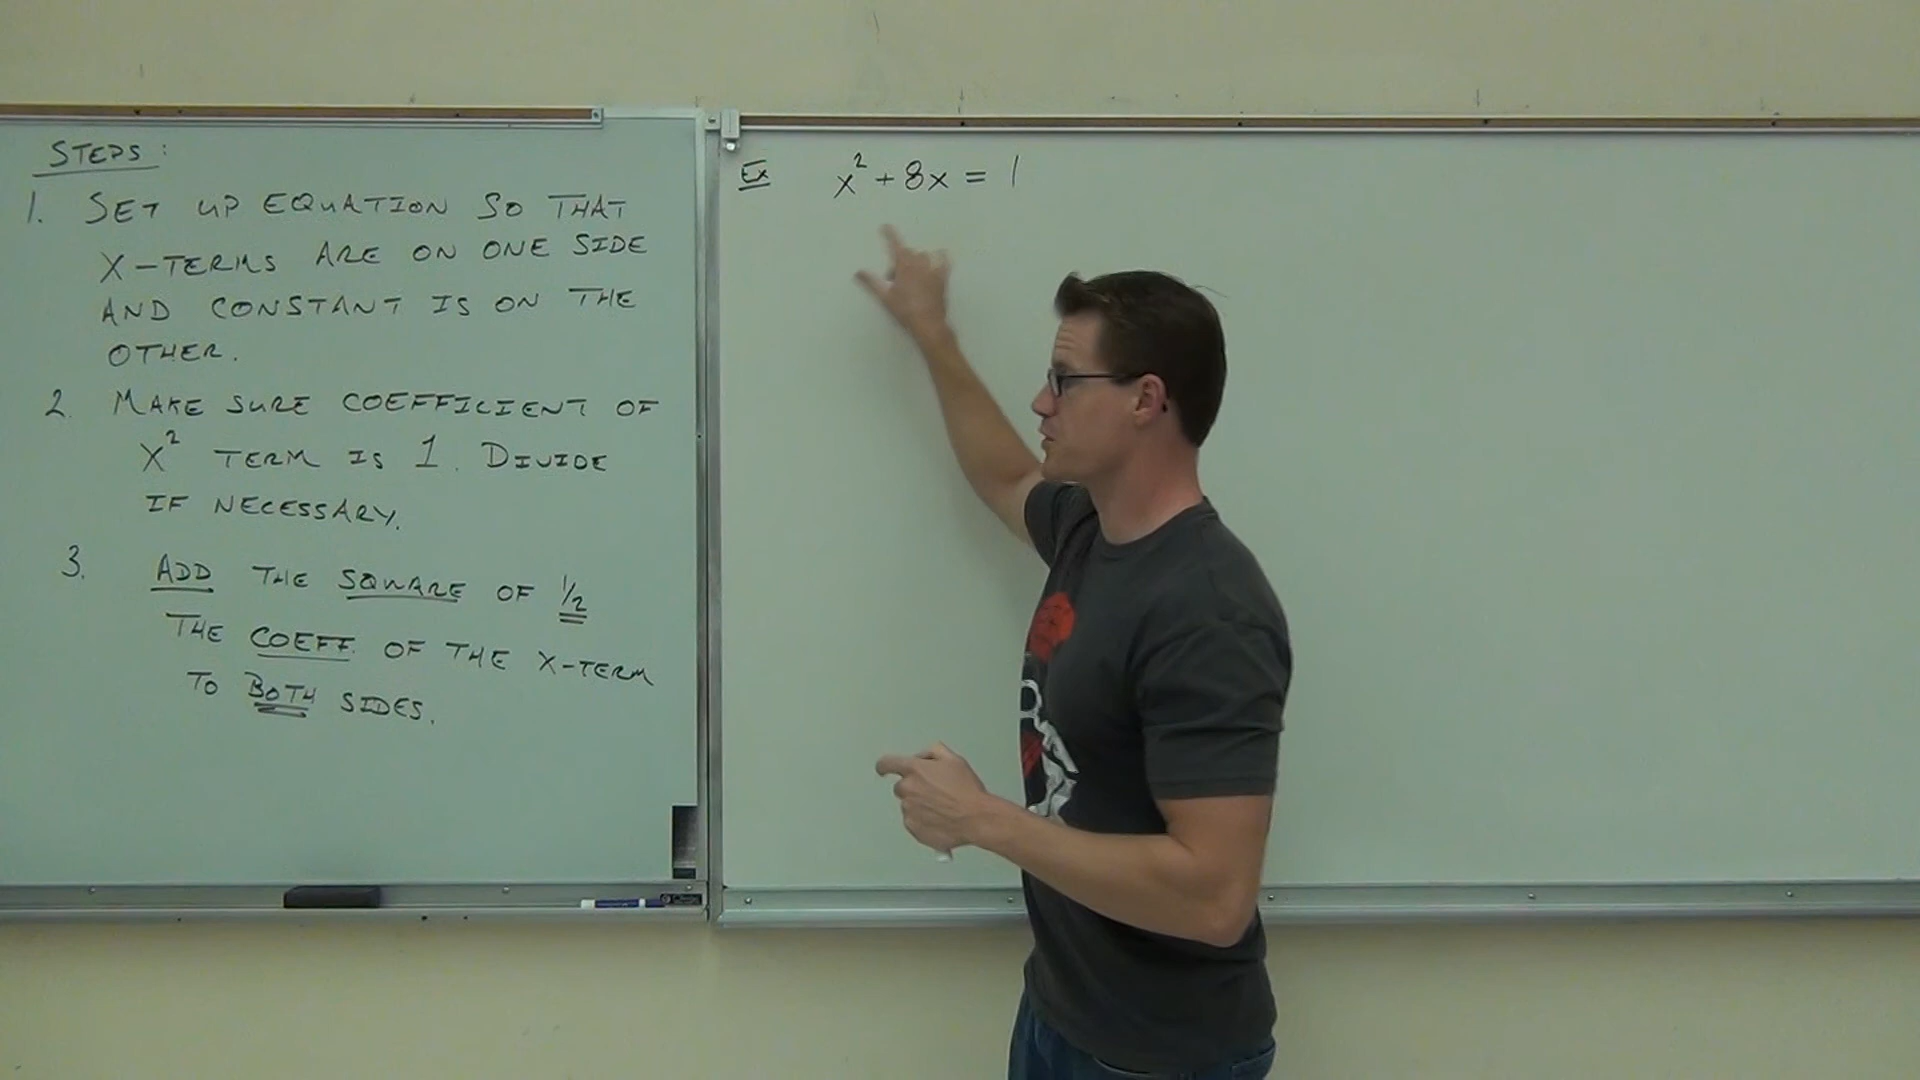 STEPS:
1. SET UP EQUATION SO THAT
X-TERMS ARE ON ONE SIDE
AND CONSTANT IS ON THE
OTHER.
2. MAKE SURE COEFFICIENT OF
X² TERM IS 1. DIVIDE
IF NECESSARY.
3. ADD THE SQUARE OF 1/2
THE COEFF. OF THE X-TERM
TO BOTH SIDES.
Ex x² + 8x = 1